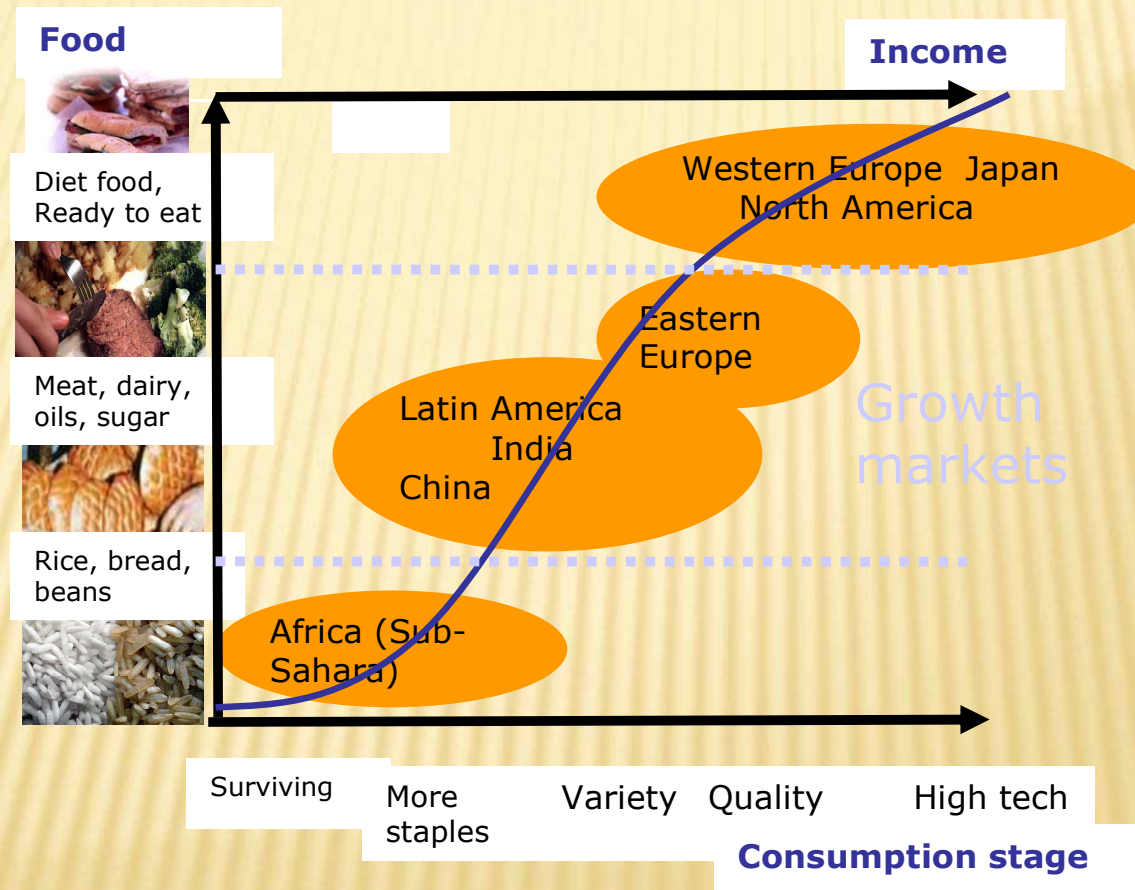 Food
Income
Diet food,
Ready to eat
Western Europe Japan
North America
Eastern
Europe
Meat, dairy,
oils, sugar
Latin America
India
China
Growth
markets
Rice, bread,
beans
Africa (Sub-
Sahara)
Surviving
More
staples
Variety
Quality
High tech
Consumption stage